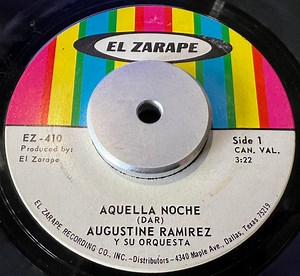 EL ZARAPE
EZ-410
Produced by:
El Zarape
Side 1
CAN. VAL.
3:22
AQUELLA NOCHE
(DAR)
AUGUSTINE RAMIREZ
Y SU ORQUESTA
EL ZARAPE RECORDING CO., INC.-Distributors-4340 Maple Ave., Dallas, Texas 75219